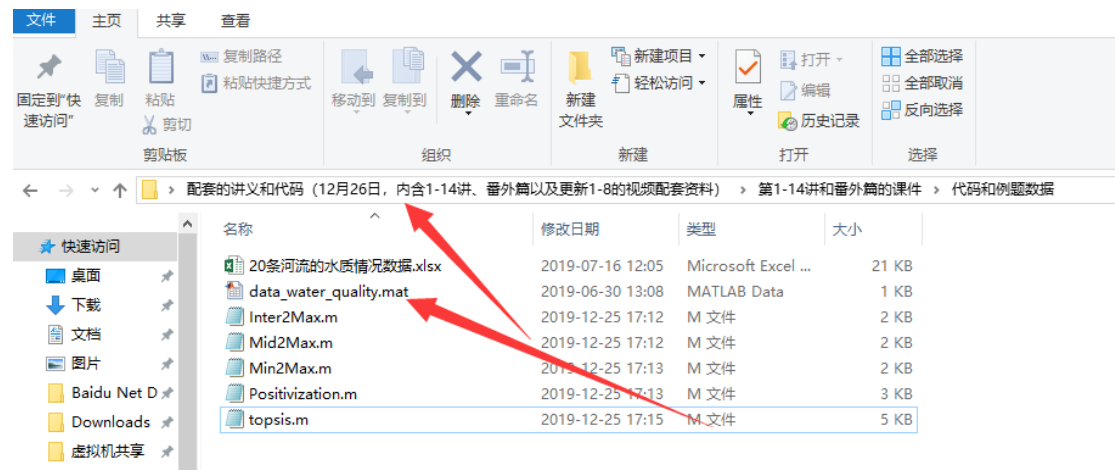 文件 主页 共享 查看
固定到"快速访问"
复制
粘贴
复制路径
粘贴快捷方式
剪切
剪贴板
移动到
复制到
删除
重命名
组织
新建文件夹
新建项目
轻松访问
新建
属性
打开
编辑
历史记录
打开
全部选择
全部取消
反向选择
选择
配套的讲义和代码（12月26日，内含1-14讲、番外篇以及更新1-8的视频配套资料） > 第1-14讲和番外篇的课件 > 代码和例题数据
快速访问
桌面
下载
文档
图片
Baidu Net D
Downloads
虚拟机共享
名称 修改日期 类型 大小
20条河流的水质情况数据.xlsx 2019-07-16 12:05 Microsoft Excel ... 21 KB
data_water_quality.mat 2019-06-30 13:08 MATLAB Data 1 KB
Inter2Max.m 2019-12-25 17:12 M 文件 2 KB
Mid2Max.m 2019-12-25 17:12 M 文件 2 KB
Min2Max.m 2019-12-25 17:13 M 文件 2 KB
Positivization.m 2019-12-25 17:13 M 文件 3 KB
topsis.m 2019-12-25 17:15 M 文件 5 KB